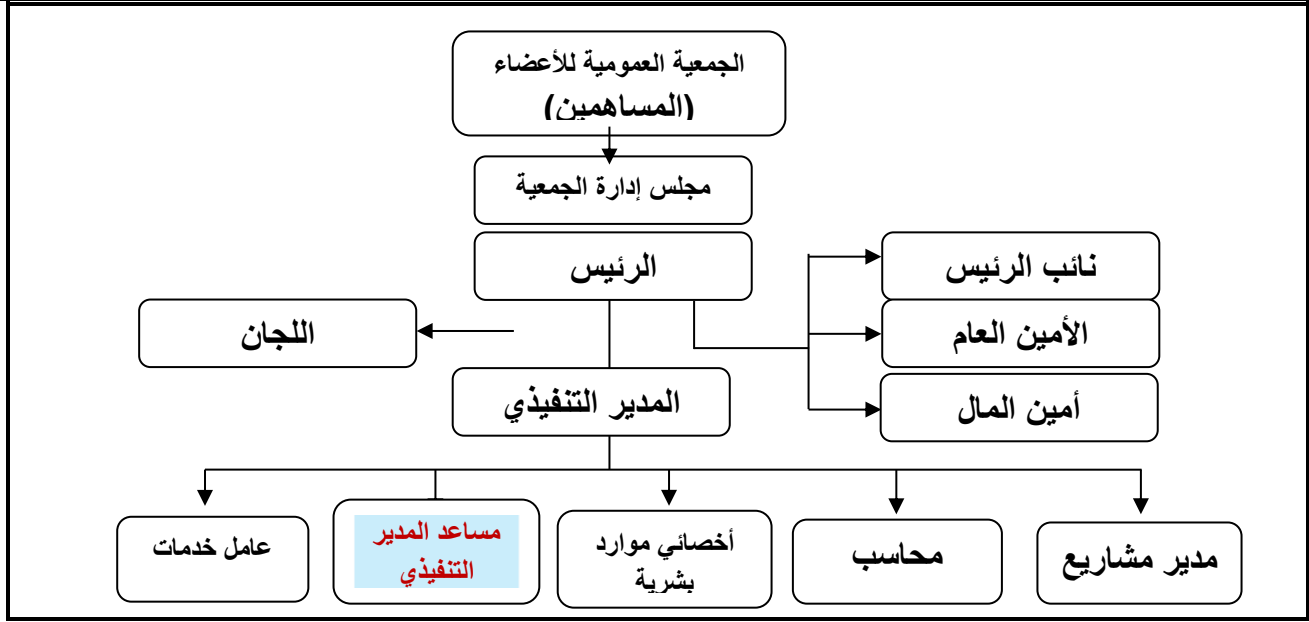 الجمعية العمومية للأعضاء
(المساهمين)
مجلس إدارة الجمعية
الرئيس
نائب الرئيس
الأمين العام
اللجان
أمين المال
المدير التنفيذي
مدير مشاريع
محاسب
أخصائي موارد
بشرية
مساعد المدير
التنفيذي
عامل خدمات